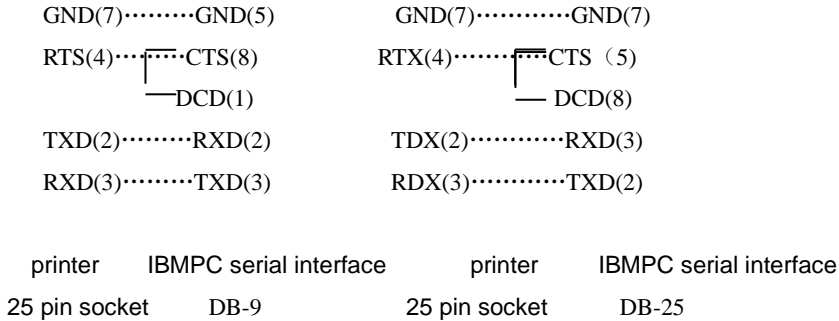 GND(7)·········GND(5) GND(7)············GND(7)
RTS(4)·········CTS(8) RTX(4)············CTS（5)
DCD(1) DCD(8)
TXD(2)·········RXD(2) TDX(2)············RXD(3)
RXD(3)·········TXD(3) RDX(3)············TXD(2)
printer IBMPC serial interface printer IBMPC serial interface
25 pin socket DB-9 25 pin socket DB-25